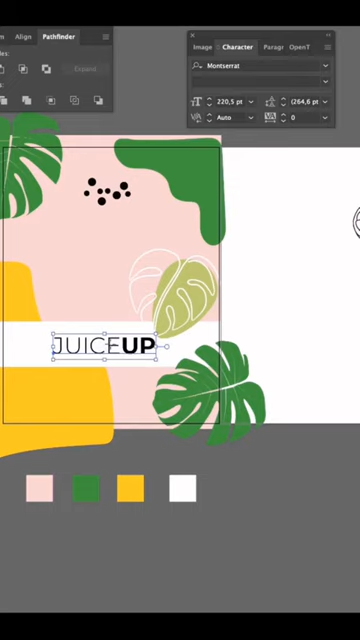 Align Pathfinder
Expand
Image Character Paragr OpenT
Montserrat
220,5 pt (264,6 pt
Auto 0
JUICEUP